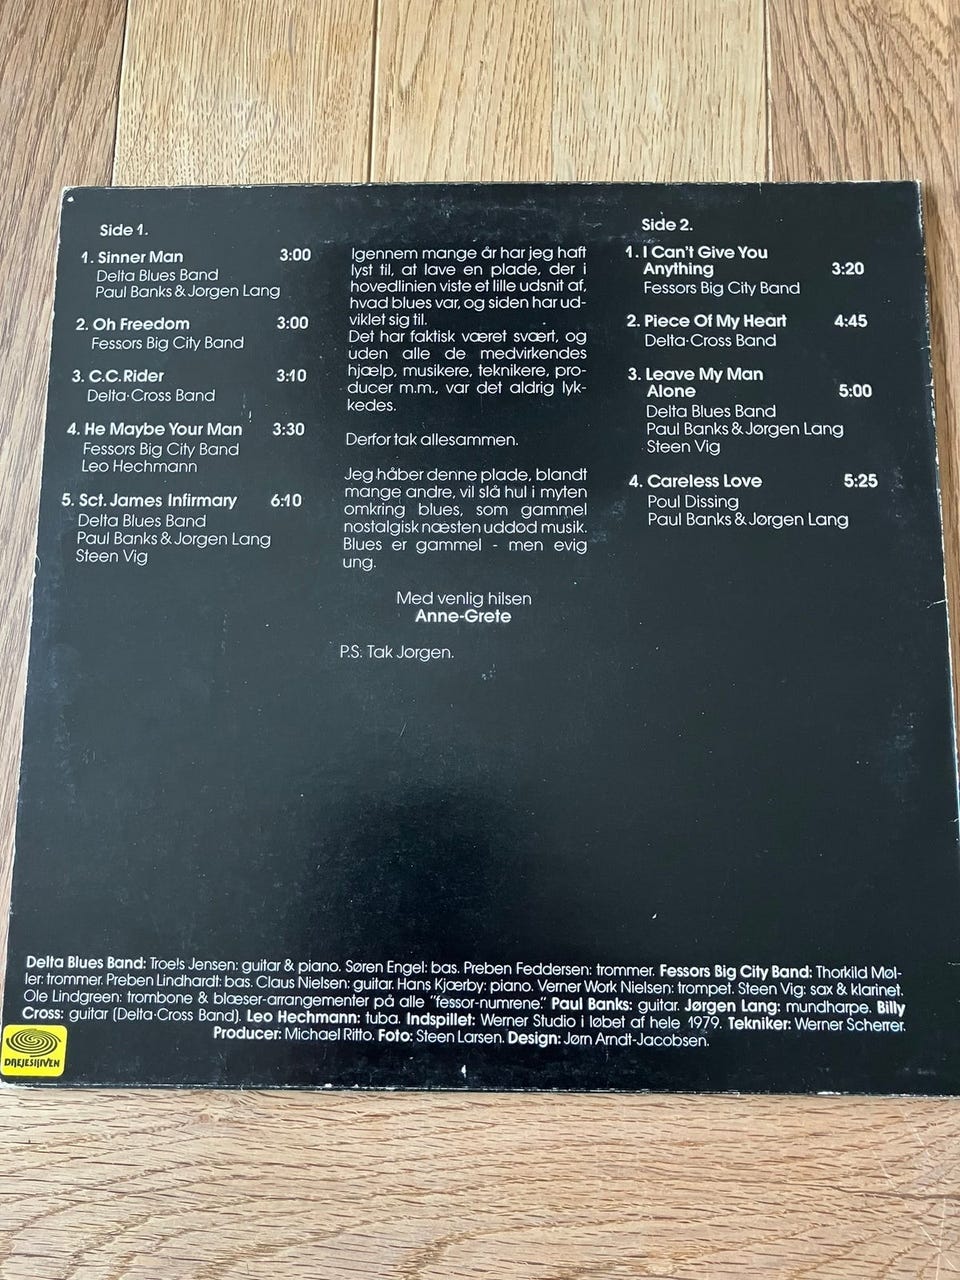 Side 1.
1. Sinner Man 3:00
Delta Blues Band
Paul Banks & Jørgen Lang
2. Oh Freedom 3:00
Fessors Big City Band
3. C.C. Rider 3:10
Delta-Cross Band
4. He Maybe Your Man 3:30
Fessors Big City Band
Leo Hechmann
5. Sct. James Infirmary 6:10
Delta Blues Band
Paul Banks & Jørgen Lang
Steen Vig
Igennem mange år har jeg haft
lyst til, at lave en plade, der i
hovedlinien viste et lille udsnit af,
hvad blues var, og siden har ud-
viklet sig til.
Det har faktisk været svært, og
uden alle de medvirkendes
hjælp, musikere, teknikere, pro-
ducer m.m., var det aldrig lyk-
kedes.
Derfor tak allesammen.
Jeg håber denne plade, blandt
mange andre, vil slå hul i myten
omkring blues, som gammel
nostalgisk næsten uddød musik.
Blues er gammel - men evig
ung.
Med venlig hilsen
Anne-Grete
P.S. Tak Jørgen.
Side 2.
1. I Can't Give You
Anything 3:20
Fessors Big City Band
2. Piece Of My Heart 4:45
Delta-Cross Band
3. Leave My Man
Alone 5:00
Delta Blues Band
Paul Banks & Jørgen Lang
Steen Vig
4. Careless Love 5:25
Poul Dissing
Paul Banks & Jørgen Lang
Delta Blues Band: Troels Jensen: guitar & piano. Søren Engel: bas. Preben Feddersen: trommer. Fessors Big City Band: Thorkild Møl-
ler: trommer. Preben Lindhardt: bas. Claus Nielsen: guitar. Hans Kjærby: piano. Verner Work Nielsen: trompet. Steen Vig: sax & klarinet.
Ole Lindgreen: trombone & blæser-arrangementer på alle "fessor-numrene." Paul Banks: guitar. Jørgen Lang: mundharpe. Billy
Cross: guitar (Delta-Cross Band). Leo Hechmann: tuba. Indspillet: Werner Studio i løbet af hele 1979. Tekniker: Werner Scherrer.
Producer: Michael Ritto. Foto: Steen Larsen. Design: Jørn Arndt-Jacobsen.
DREJESKIVEN